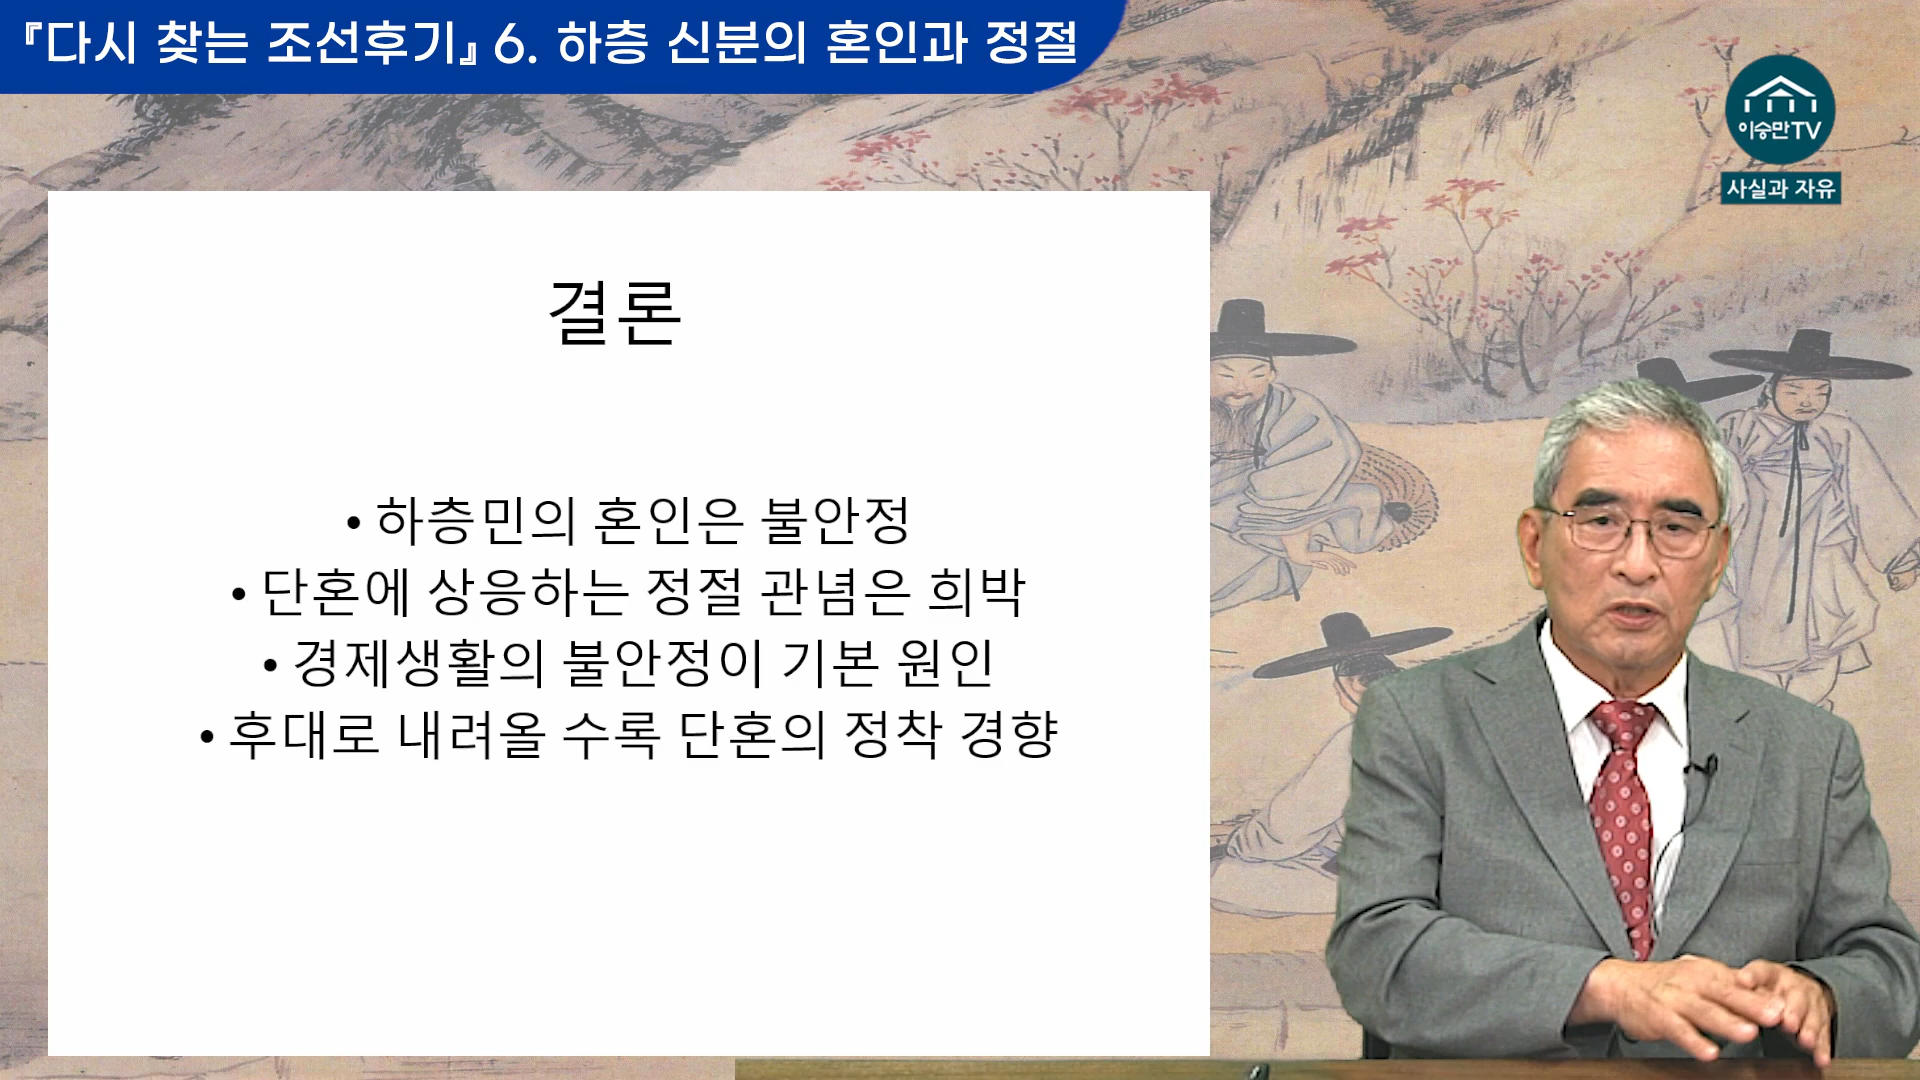 『다시 찾는 조선후기』 6. 하층 신분의 혼인과 정절
이승만TV
사실과 자유
결론
• 하층민의 혼인은 불안정
• 단혼에 상응하는 정절 관념은 희박
• 경제생활의 불안정이 기본 원인
• 후대로 내려올 수록 단혼의 정착 경향